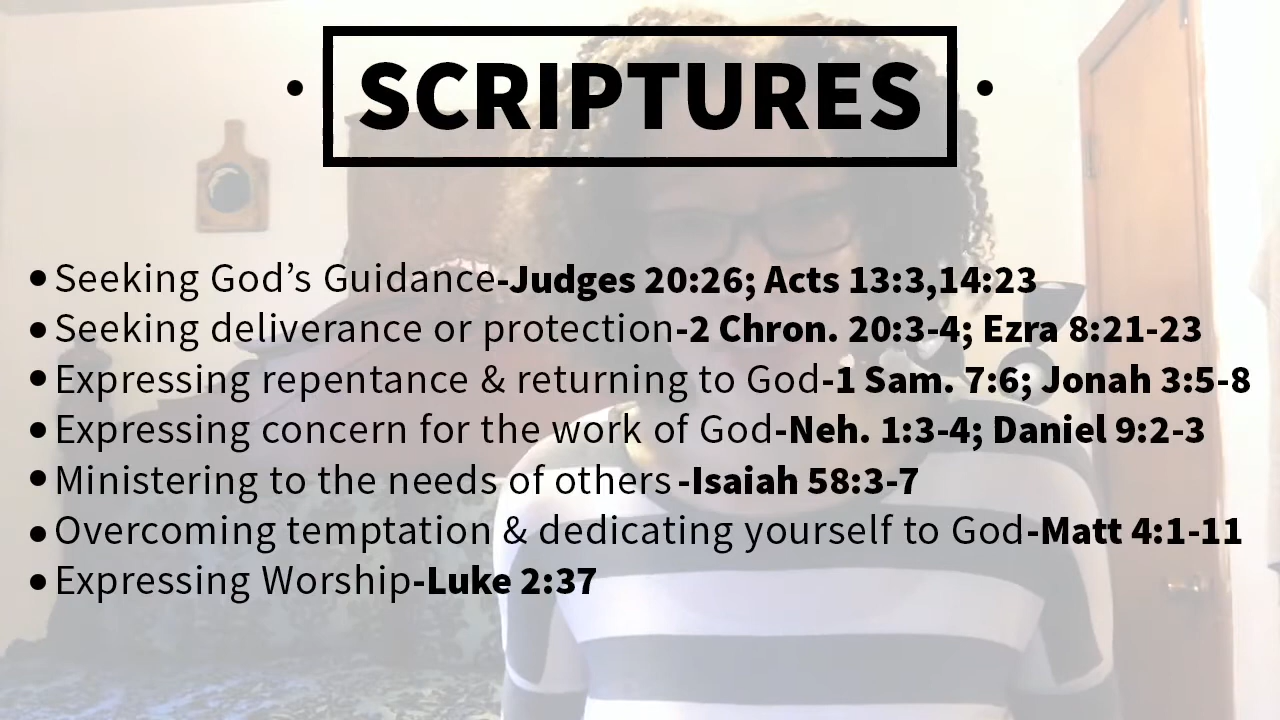 • SCRIPTURES •
• Seeking God’s Guidance-Judges 20:26; Acts 13:3,14:23
• Seeking deliverance or protection-2 Chron. 20:3-4; Ezra 8:21-23
• Expressing repentance & returning to God-1 Sam. 7:6; Jonah 3:5-8
• Expressing concern for the work of God-Neh. 1:3-4; Daniel 9:2-3
• Ministering to the needs of others -Isaiah 58:3-7
• Overcoming temptation & dedicating yourself to God-Matt 4:1-11
• Expressing Worship-Luke 2:37